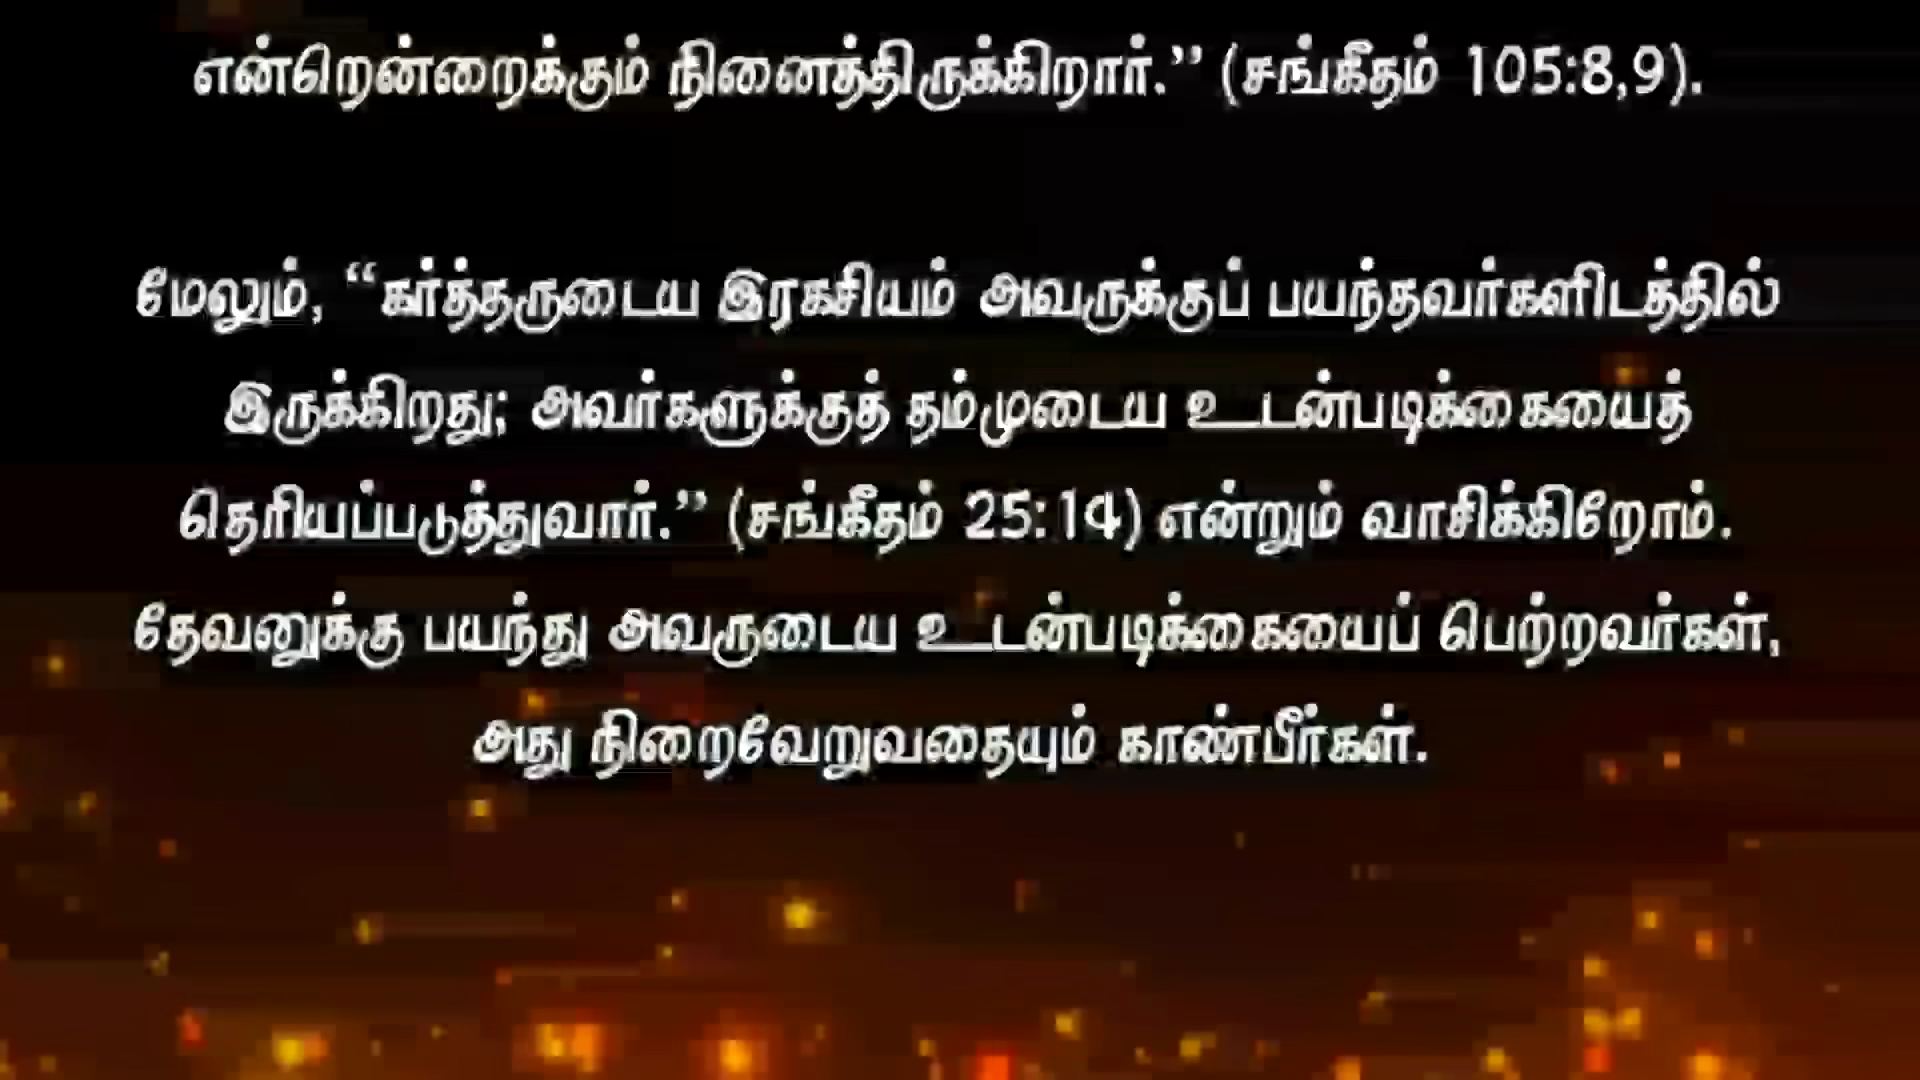 என்றென்றைக்கும் நினைத்திருக்கிறார்.” (சங்கீதம் 105:8,9).
மேலும், “கர்த்தருடைய இரகசியம் அவருக்குப் பயந்தவர்களிடத்தில்
இருக்கிறது; அவர்களுக்குத் தம்முடைய உடன்படிக்கையைத்
தெரியப்படுத்துவார்.” (சங்கீதம் 25:14) என்றும் வாசிக்கிறோம்.
தேவனுக்கு பயந்து அவருடைய உடன்படிக்கையைப் பெற்றவர்கள்,
அது நிறைவேறுவதையும் காண்பீர்கள்.